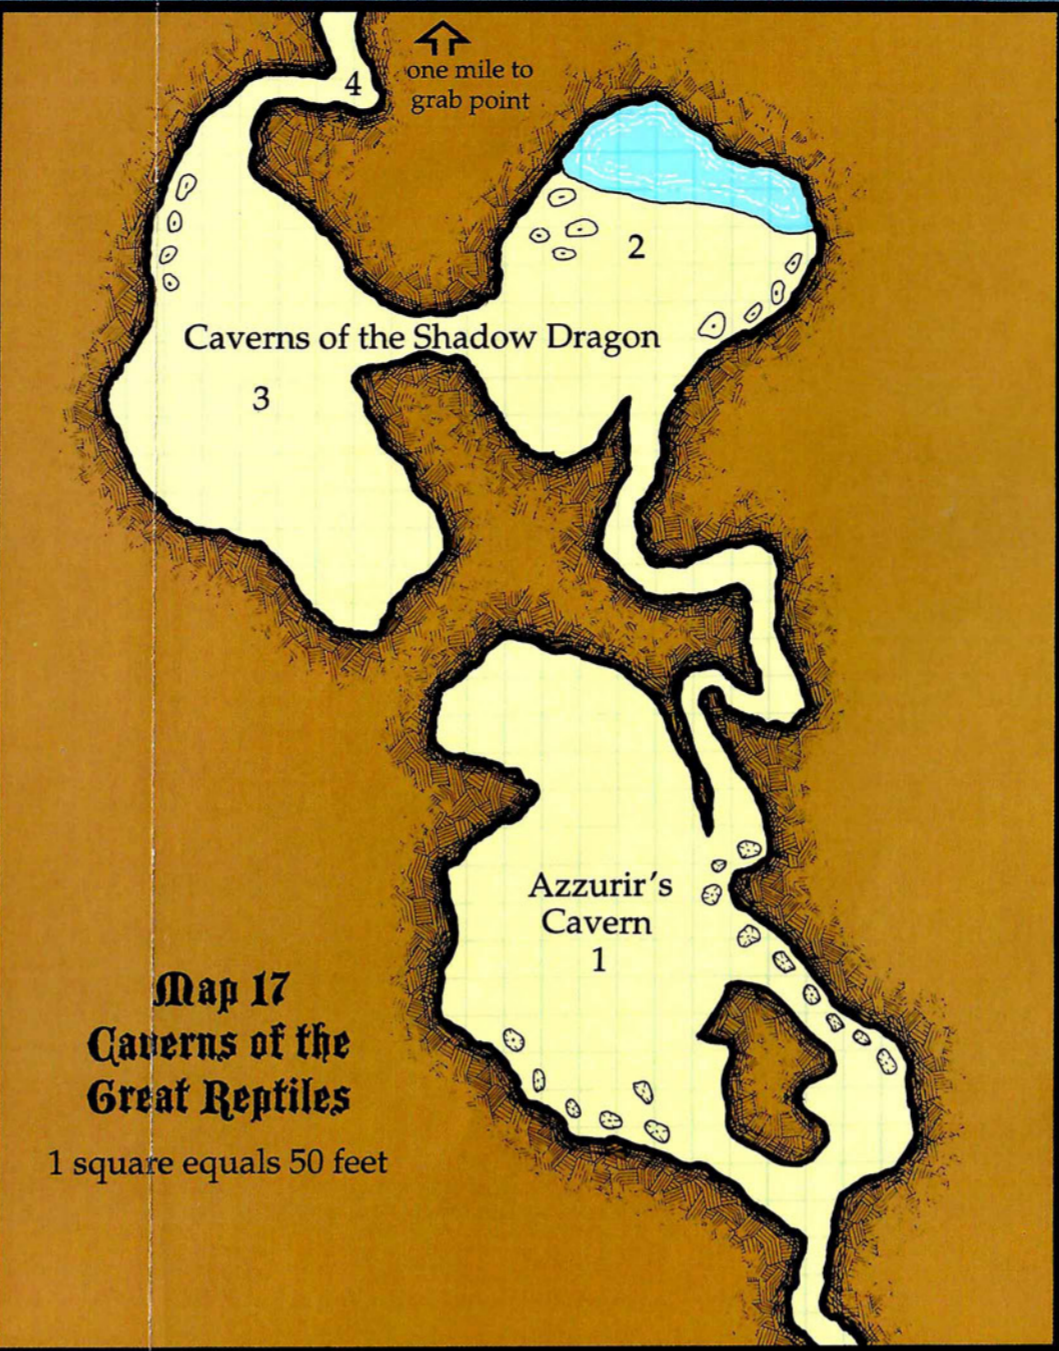 4
one mile to
grab point
2
Caverns of the Shadow Dragon
3
Azzurir's
Cavern
1
Map 17
Caverns of the
Great Reptiles
1 square equals 50 feet